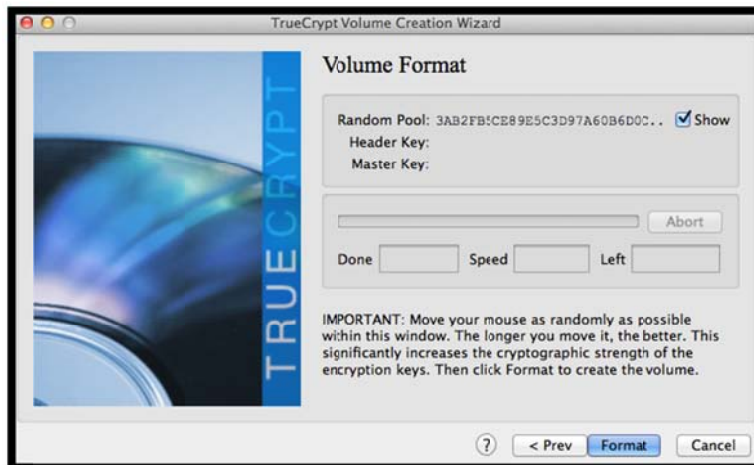 TrueCrypt Volume Creation Wizard
Volume Format
Random Pool: 3AB2FB5CE89E5C3D97A60B6D0C.. Show
Header Key:
Master Key:
Abort
Done Speed Left
IMPORTANT: Move your mouse as randomly as possible
within this window. The longer you move it, the better. This
significantly increases the cryptographic strength of the
encryption keys. Then click Format to create the volume.
TRUECRYPT
? < Prev Format Cancel